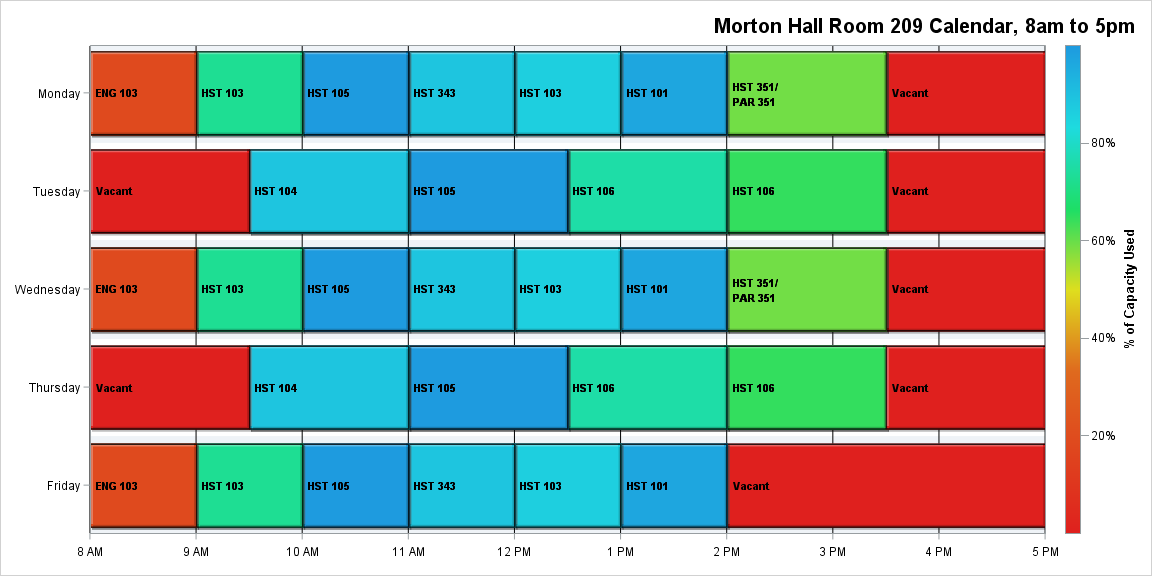 Morton Hall Room 209 Calendar, 8am to 5pm
Monday
ENG 103
HST 103
HST 105
HST 343
HST 103
HST 101
HST 351/
PAR 351
Vacant
Tuesday
Vacant
HST 104
HST 105
HST 106
HST 106
Vacant
Wednesday
ENG 103
HST 103
HST 105
HST 343
HST 103
HST 101
HST 351/
PAR 351
Vacant
Thursday
Vacant
HST 104
HST 105
HST 106
HST 106
Vacant
Friday
ENG 103
HST 103
HST 105
HST 343
HST 103
HST 101
Vacant
8 AM
9 AM
10 AM
11 AM
12 PM
1 PM
2 PM
3 PM
4 PM
5 PM
80%
60%
40%
20%
% of Capacity Used